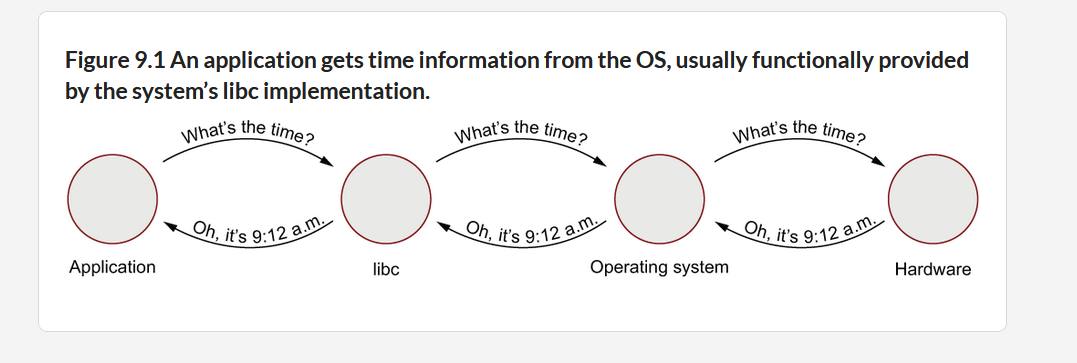 Figure 9.1 An application gets time information from the OS, usually functionally provided
by the system’s libc implementation.
What's the time?
What's the time?
What's the time?
Oh, it's 9:12 a.m.
Oh, it's 9:12 a.m.
Oh, it's 9:12 a.m.
Application
libc
Operating system
Hardware